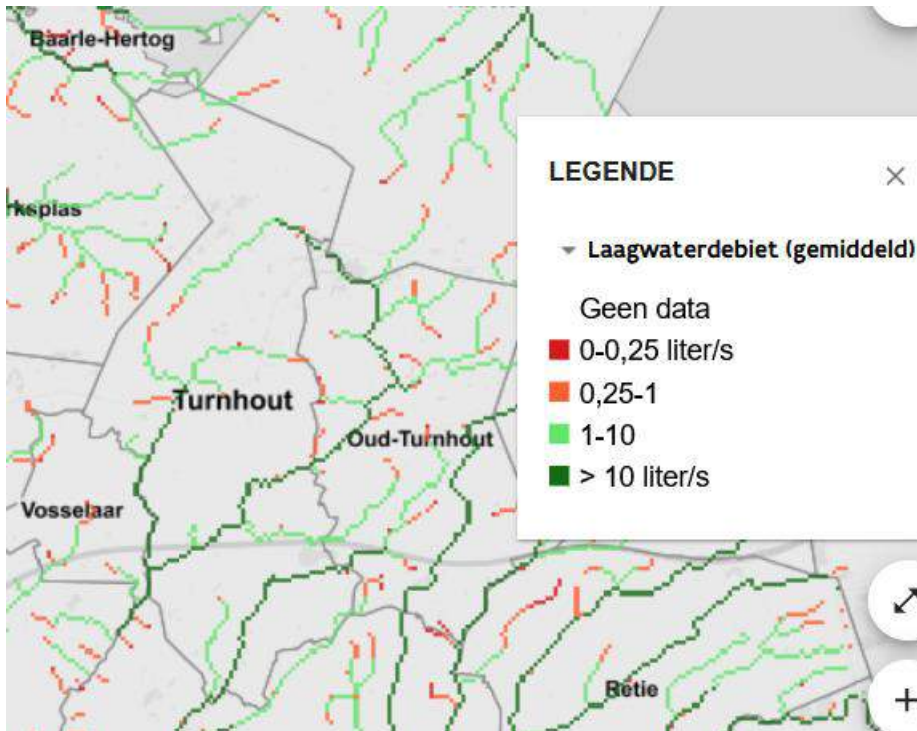 Baarle-Hertog
rksplas
Turnhout
Oud-Turnhout
Vosselaar
Retie
LEGENDE
Laagwaterdebiet (gemiddeld)
Geen data
0-0,25 liter/s
0,25-1
1-10
> 10 liter/s